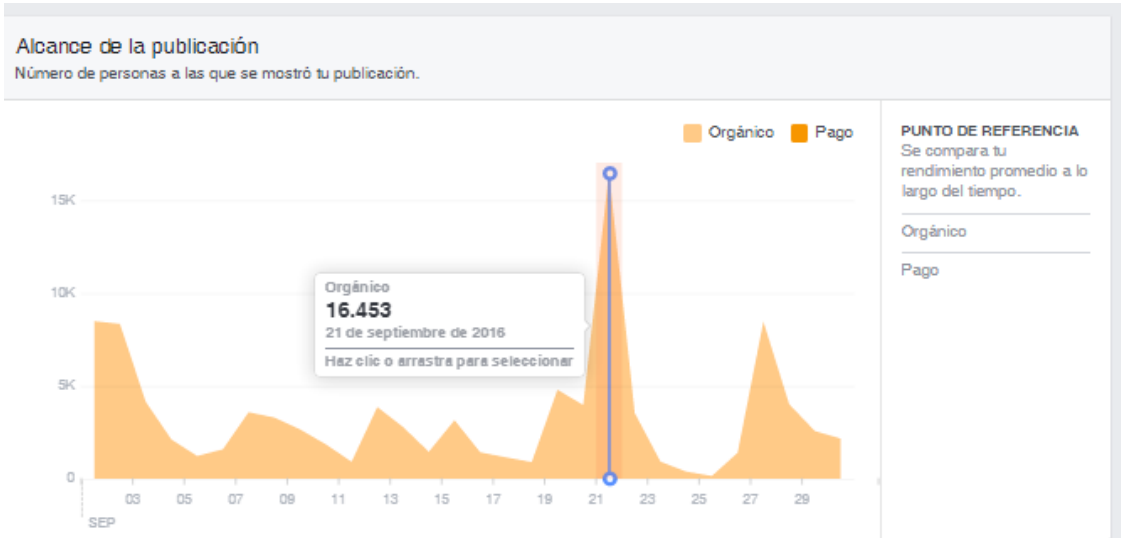 Alcance de la publicación
Número de personas a las que se mostró tu publicación.
Orgánico Pago
15K
10K
5K
0
Orgánico
16.453
21 de septiembre de 2016
Haz clic o arrastra para seleccionar
03 05 07 09 11 13 15 17 19 21 23 25 27 29
SEP
PUNTO DE REFERENCIA
Se compara tu
rendimiento promedio a lo
largo del tiempo.
Orgánico
Pago